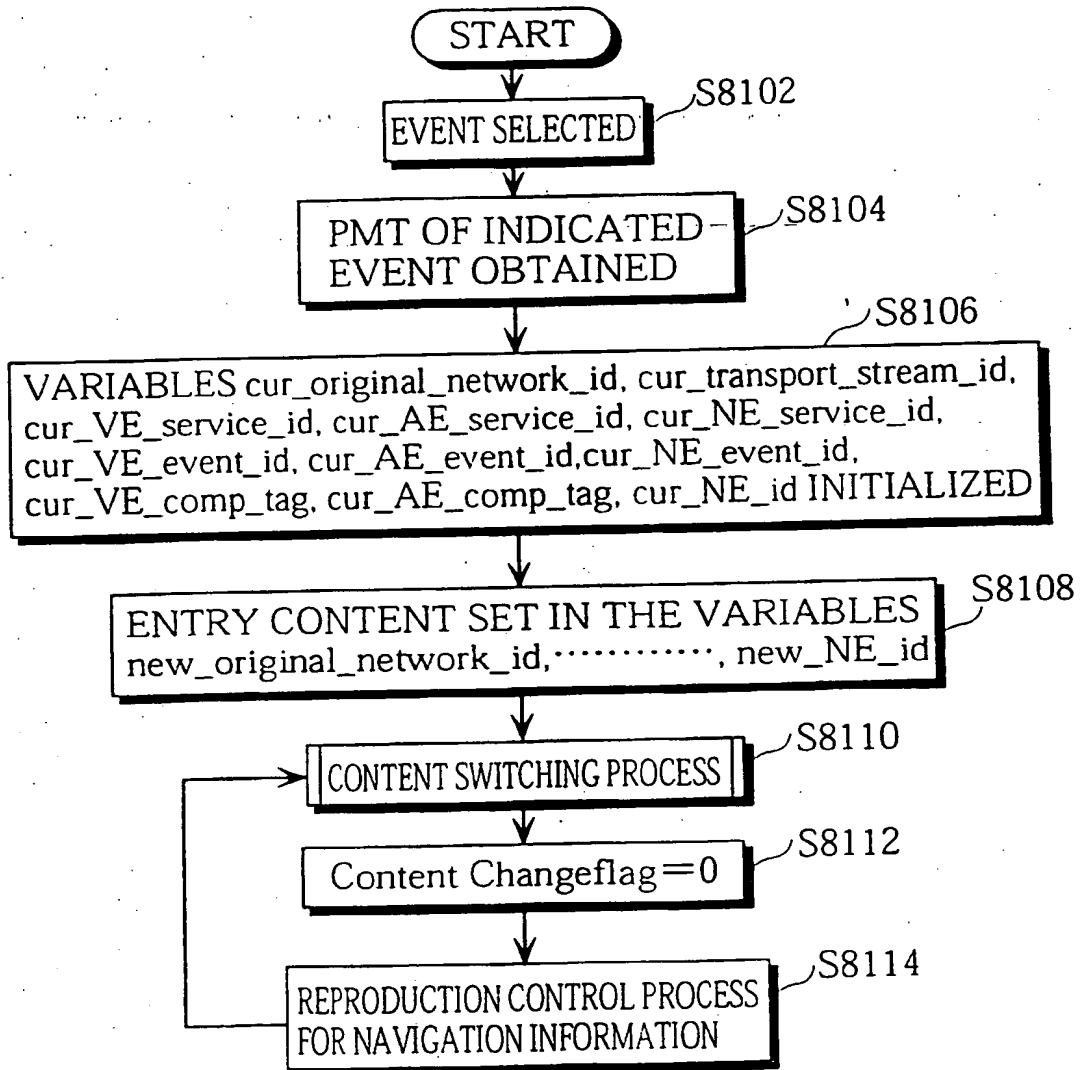 START
S8102
EVENT SELECTED
S8104
PMT OF INDICATED
EVENT OBTAINED
S8106
VARIABLES cur_original_network_id, cur_transport_stream_id,
cur_VE_service_id, cur_AE_service_id, cur_NE_service_id,
cur_VE_event_id, cur_AE_event_id,cur_NE_event_id,
cur_VE_comp_tag, cur_AE_comp_tag, cur_NE_id INITIALIZED
S8108
ENTRY CONTENT SET IN THE VARIABLES
new_original_network_id,············, new_NE_id
S8110
CONTENT SWITCHING PROCESS
S8112
Content Changeflag=0
S8114
REPRODUCTION CONTROL PROCESS
FOR NAVIGATION INFORMATION